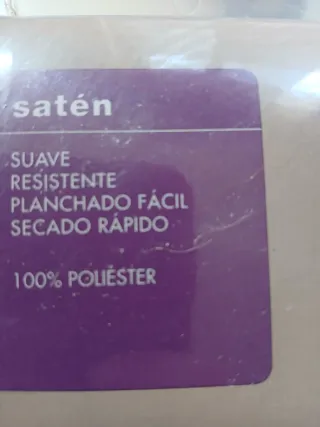 satén
SUAVE
RESISTENTE
PLANCHADO FÁCIL
SECADO RÁPIDO
100% POLIÉSTER